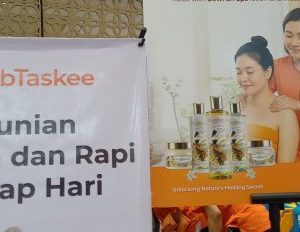 bTaskee
unian
dan Rapi
ap Hari
Unlocking Nature's Healing Secret